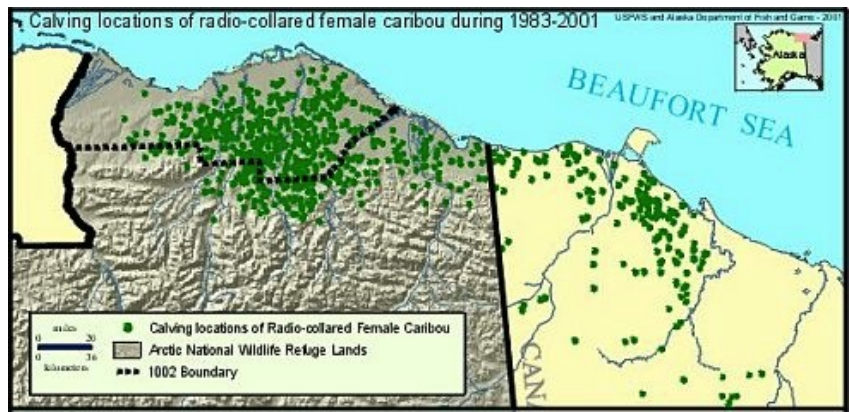 Calving locations of radio-collared female caribou during 1983-2001
USFWS and Alaska Department of Fish and Game - 2001
Alaska
BEAUFORT SEA
miles
0 20
0 36
kilometers
Calving locations of Radio-collared Female Caribou
Arctic National Wildlife Refuge Lands
1002 Boundary
CANA